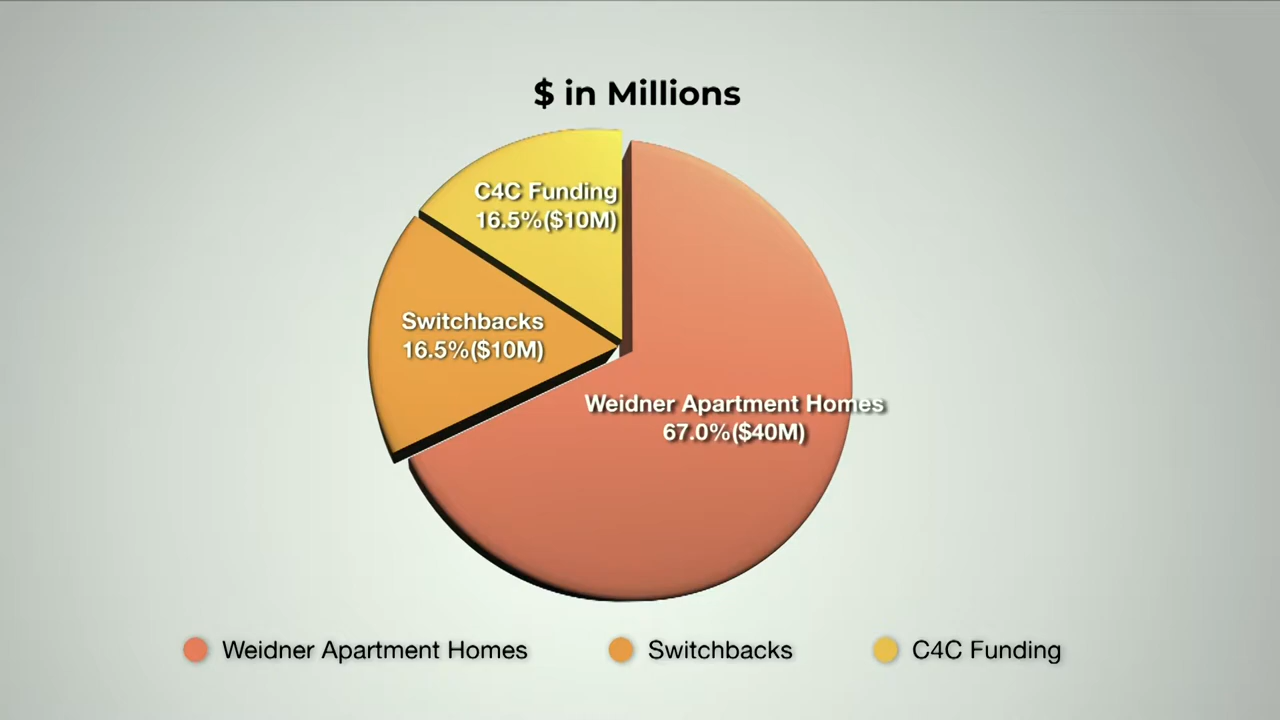 $ in Millions
C4C Funding
16.5%($10M)
Switchbacks
16.5%($10M)
Weidner Apartment Homes
67.0%($40M)
Weidner Apartment Homes
Switchbacks
C4C Funding